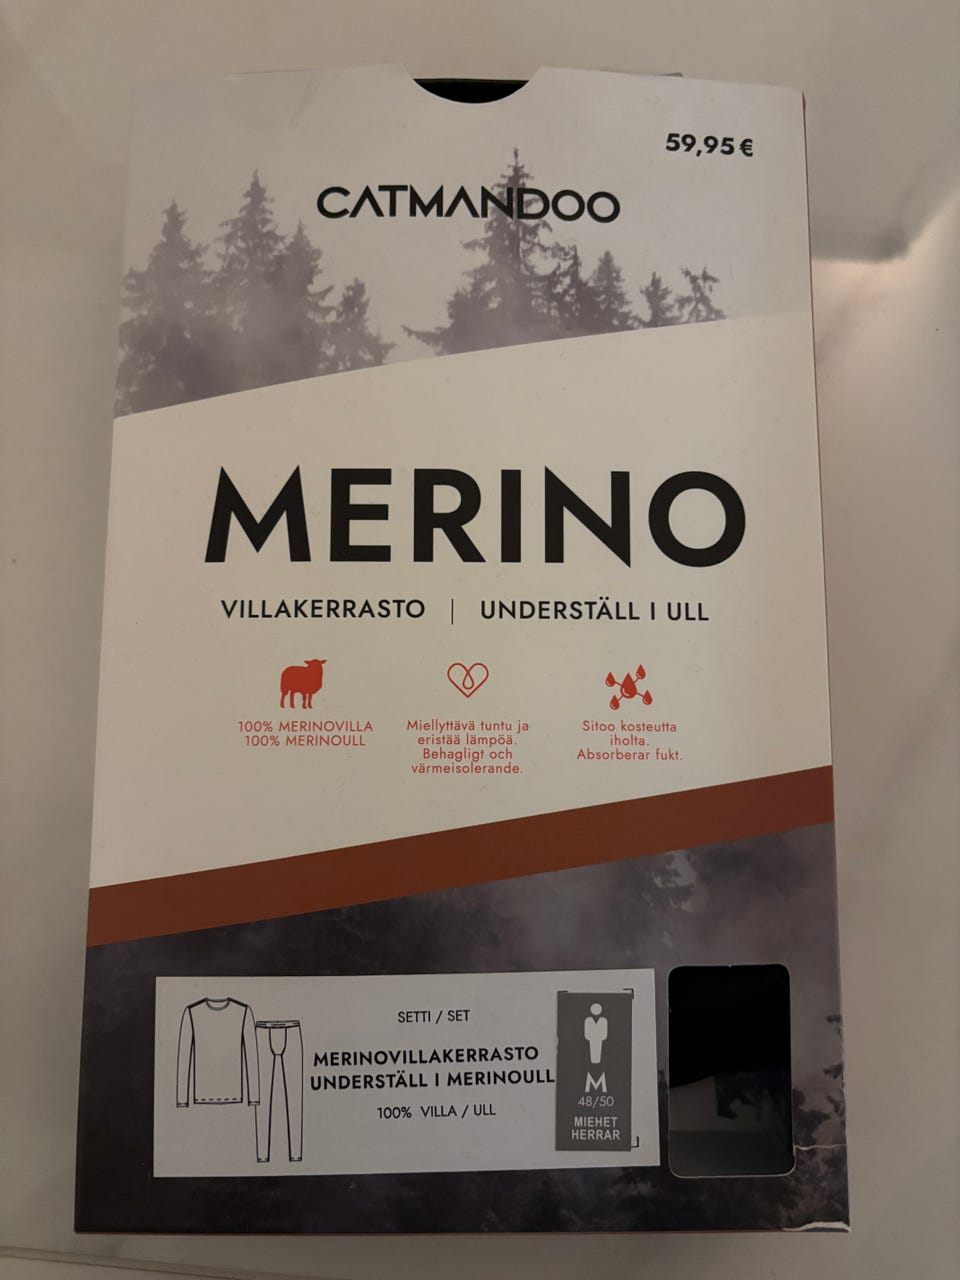 59,95 €
CATMANDOO
MERINO
VILLAKERRASTO | UNDERSTÄLL I ULL
100% MERINOVILLA
100% MERINOULL
Miellyttävä tuntu ja
eristää lämpöä.
Behagligt och
värmeisolerande.
Sitoo kosteutta
iholta.
Absorberar fukt.
SETTI / SET
MERINOVILLAKERRASTO
UNDERSTÄLL I MERINOULL
100% VILLA / ULL
M
48/50
MIEHET
HERRAR